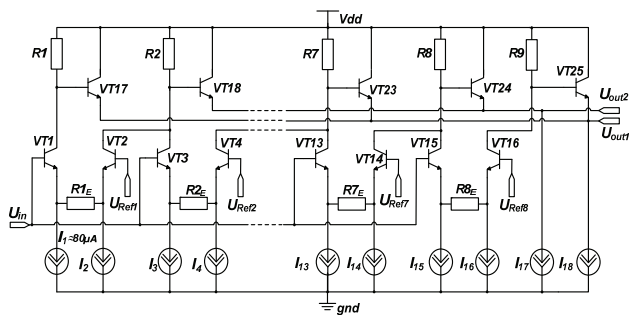 Vdd
R1
R2
R7
R8
R9
VT17
VT18
VT23
VT24
VT25
Uout2
Uout1
VT1
VT2
VT3
VT4
VT13
VT14
VT15
VT16
R1E
URef1
R2E
URef2
R7E
URef7
R8E
URef8
Uin
I1≈80μA
I2
I3
I4
I13
I14
I15
I16
I17
I18
gnd